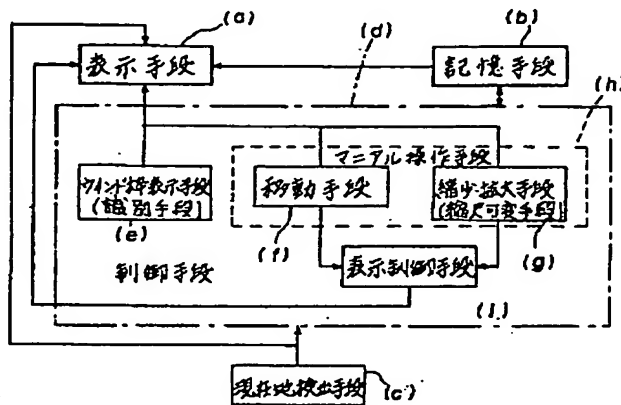 (a)
(b)
(d)
表示手段
記憶手段
(h)
マニアル操作手段
ウインド枠表示手段
(識別手段)
移動手段
縮少拡大手段
(縮尺可変手段)
(e)
(f)
(g)
制御手段
表示制御手段
(i)
現在地検出手段
(c)